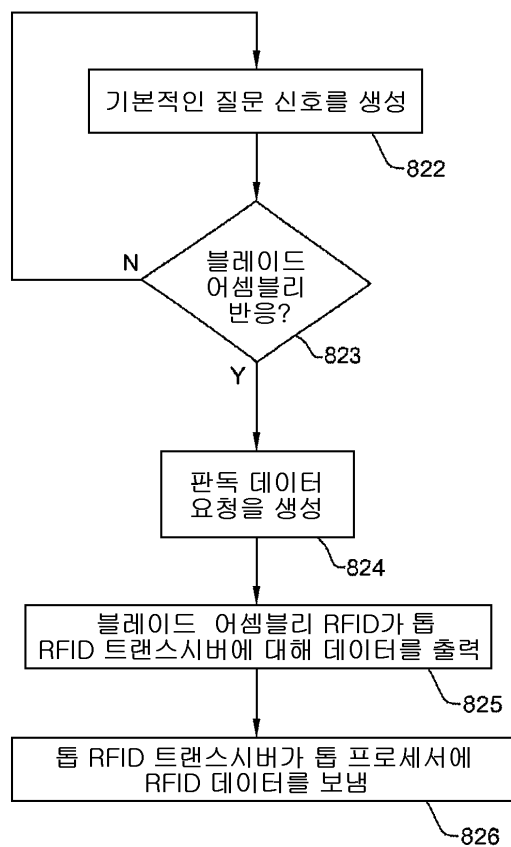 기본적인 질문 신호를 생성
822
블레이드
어셈블리
반응?
N
823
Y
판독 데이터
요청을 생성
824
블레이드 어셈블리 RFID가 톱
RFID 트랜스시버에 대해 데이터를 출력
825
톱 RFID 트랜스시버가 톱 프로세서에
RFID 데이터를 보냄
826